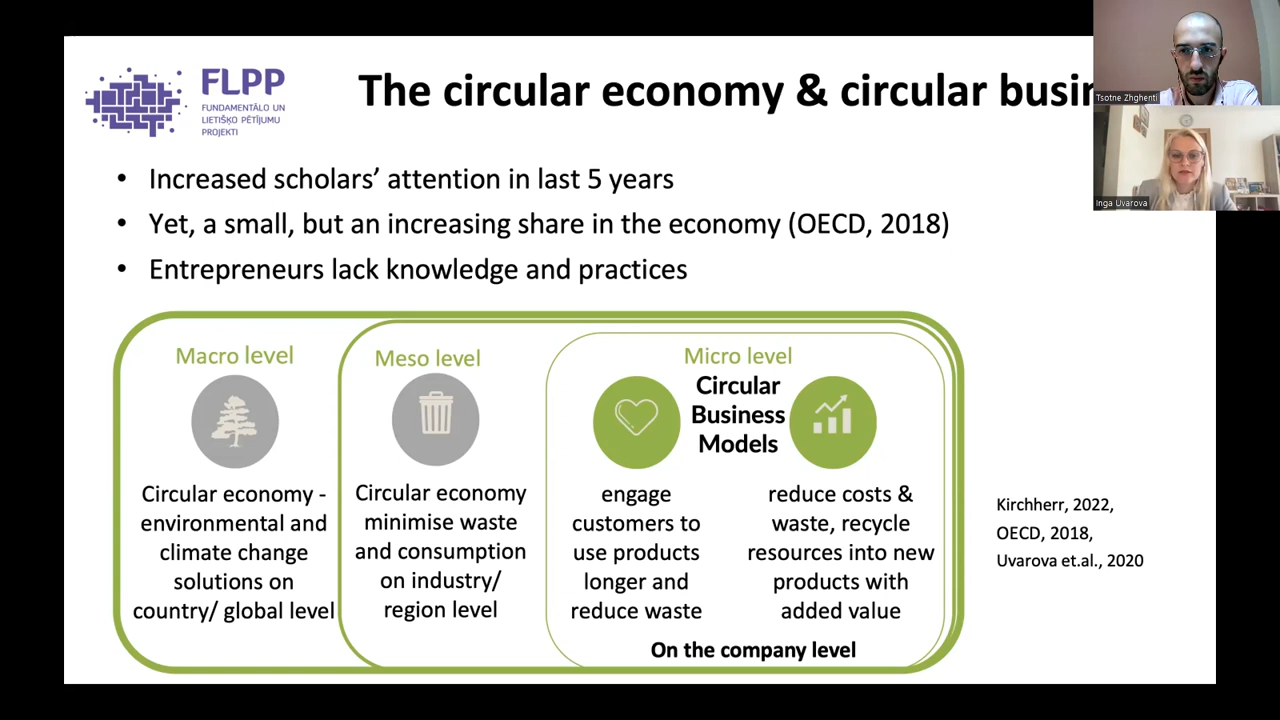 FLPP
FUNDAMENTĀLO UN
LIETIŠĶO PĒTĪJUMU
PROJEKTI
The circular economy & circular busin
Tsotne Zhghenti
Inga Uvarova
• Increased scholars’ attention in last 5 years
• Yet, a small, but an increasing share in the economy (OECD, 2018)
• Entrepreneurs lack knowledge and practices
Macro level
Circular economy -
environmental and
climate change
solutions on
country/ global level
Meso level
Circular economy
minimise waste
and consumption
on industry/
region level
Micro level
Circular
Business
Models
engage
customers to
use products
longer and
reduce waste
reduce costs &
waste, recycle
resources into new
products with
added value
On the company level
Kirchherr, 2022,
OECD, 2018,
Uvarova et.al., 2020